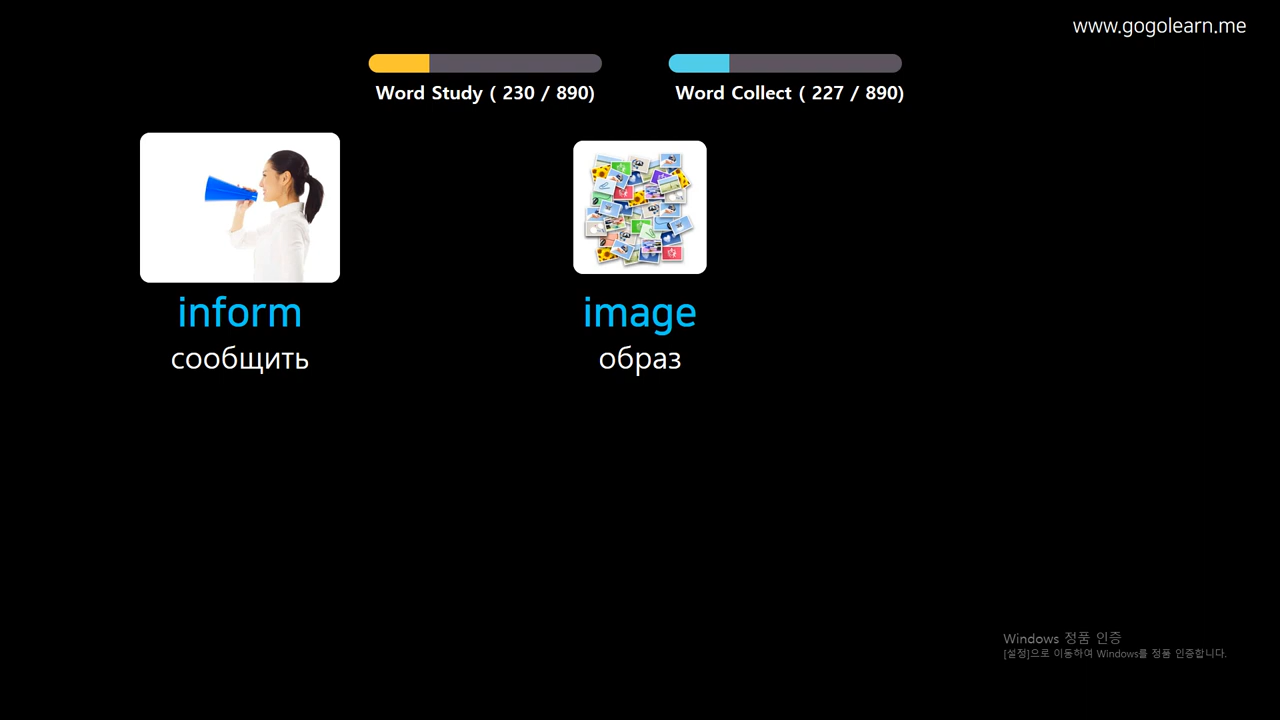 www.gogolearn.me
Word Study ( 230 / 890)
Word Collect ( 227 / 890)
inform
сообщить
image
образ
Windows 정품 인증
[설정]으로 이동하여 Windows를 정품 인증합니다.